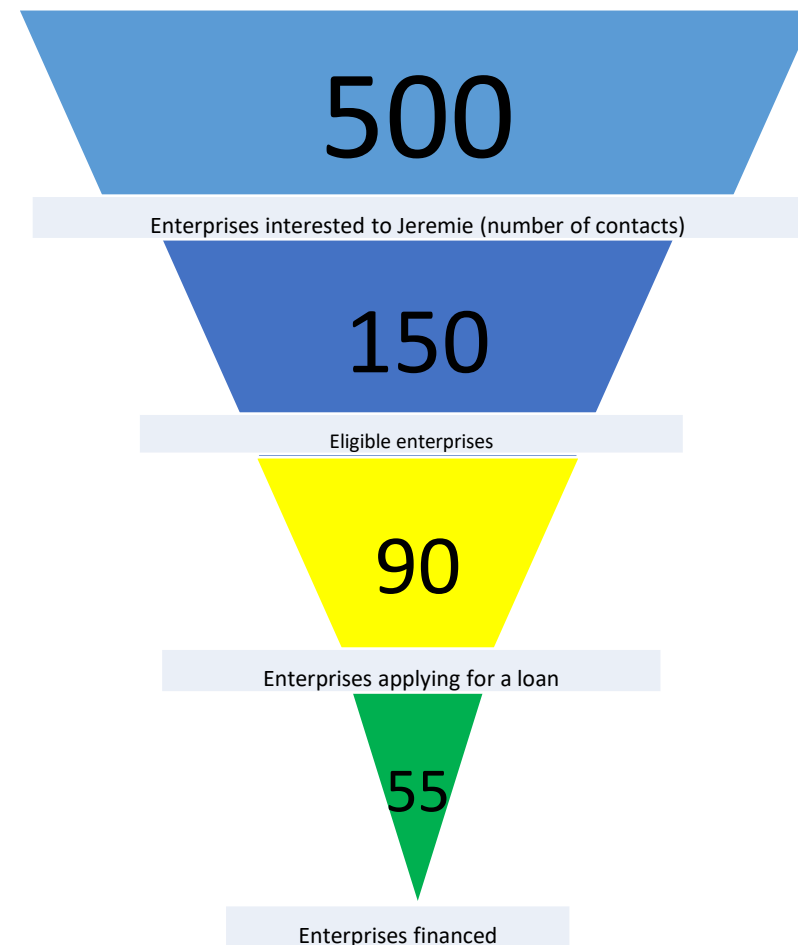 500
Enterprises interested to Jeremie (number of contacts)
150
Eligible enterprises
90
Enterprises applying for a loan
55
Enterprises financed